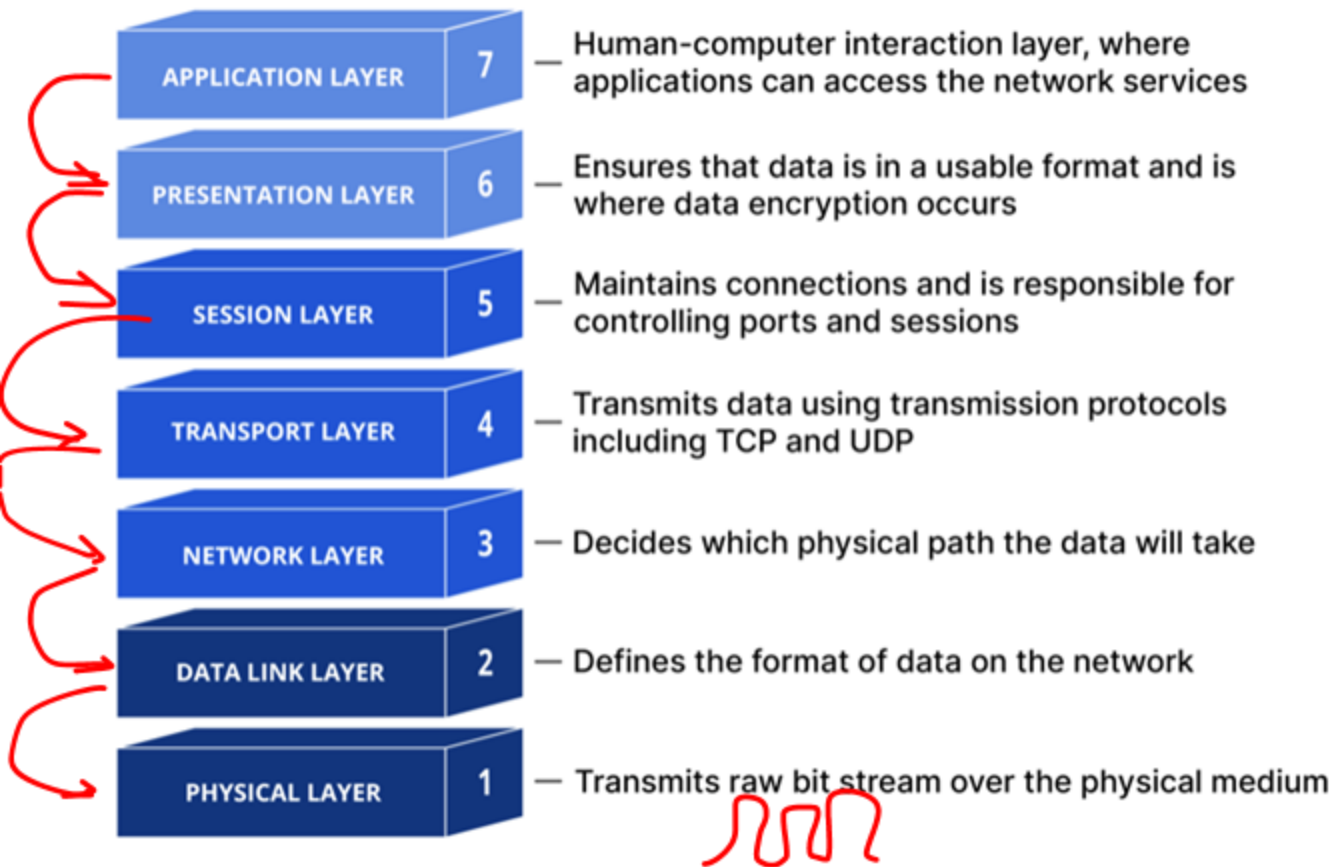 APPLICATION LAYER
7
Human-computer interaction layer, where
applications can access the network services
PRESENTATION LAYER
6
Ensures that data is in a usable format and is
where data encryption occurs
SESSION LAYER
5
Maintains connections and is responsible for
controlling ports and sessions
TRANSPORT LAYER
4
Transmits data using transmission protocols
including TCP and UDP
NETWORK LAYER
3
Decides which physical path the data will take
DATA LINK LAYER
2
Defines the format of data on the network
PHYSICAL LAYER
1
Transmits raw bit stream over the physical medium